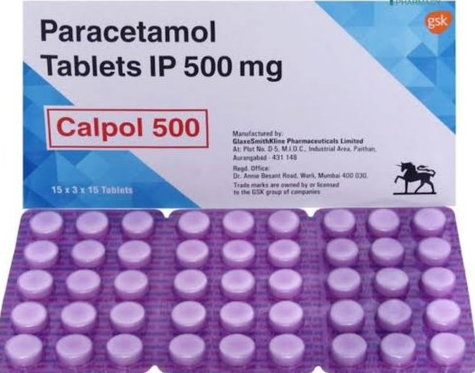 PHARMACY
gsk
Paracetamol
Tablets IP 500 mg
Calpol 500
Manufactured by:
GlaxoSmithKline Pharmaceuticals Limited
At: Plot No. D-5, M.I.D.C., Industrial Area, Paithan,
Aurangabad - 431 148
Regd. Office:
Dr. Annie Besant Road, Worli, Mumbai 400 030.
Trade marks are owned by or licensed
to the GSK group of companies
15 x 3 x 15 Tablets